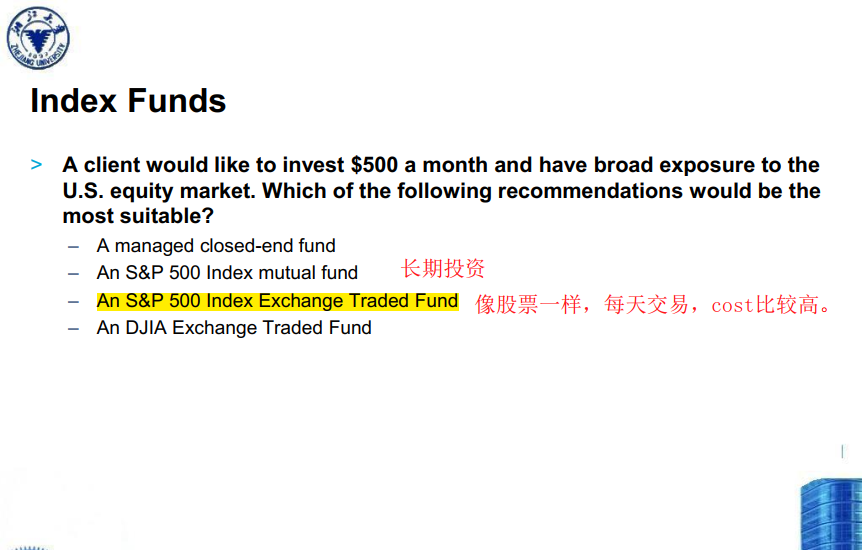 ZHEJIANG UNIVERSITY
1897
Index Funds
> A client would like to invest $500 a month and have broad exposure to the
U.S. equity market. Which of the following recommendations would be the
most suitable?
– A managed closed-end fund
– An S&P 500 Index mutual fund 长期投资
– An S&P 500 Index Exchange Traded Fund 像股票一样，每天交易，cost比较高。
– An DJIA Exchange Traded Fund